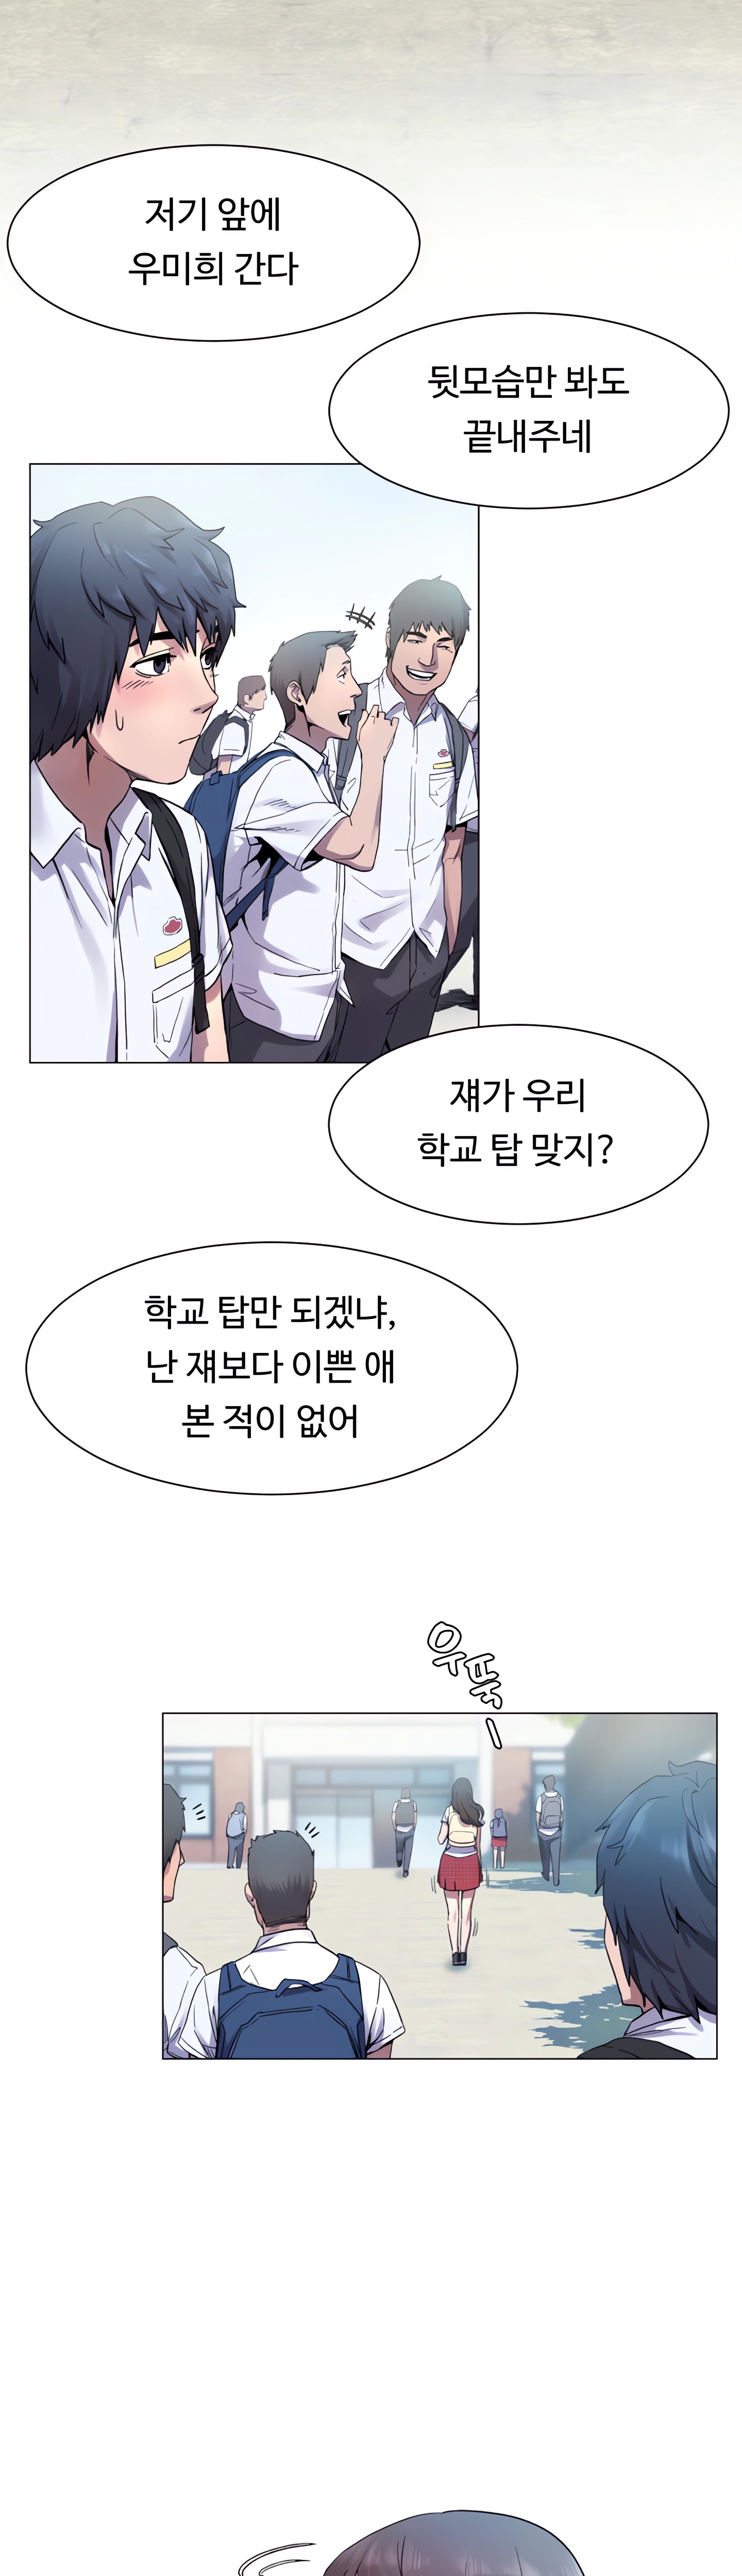 저기 앞에
우미희 간다
뒷모습만 봐도
끝내주네
쟤가 우리
학교 탑 맞지?
학교 탑만 되겠냐,
난 쟤보다 이쁜 애
본 적이 없어
우뚝